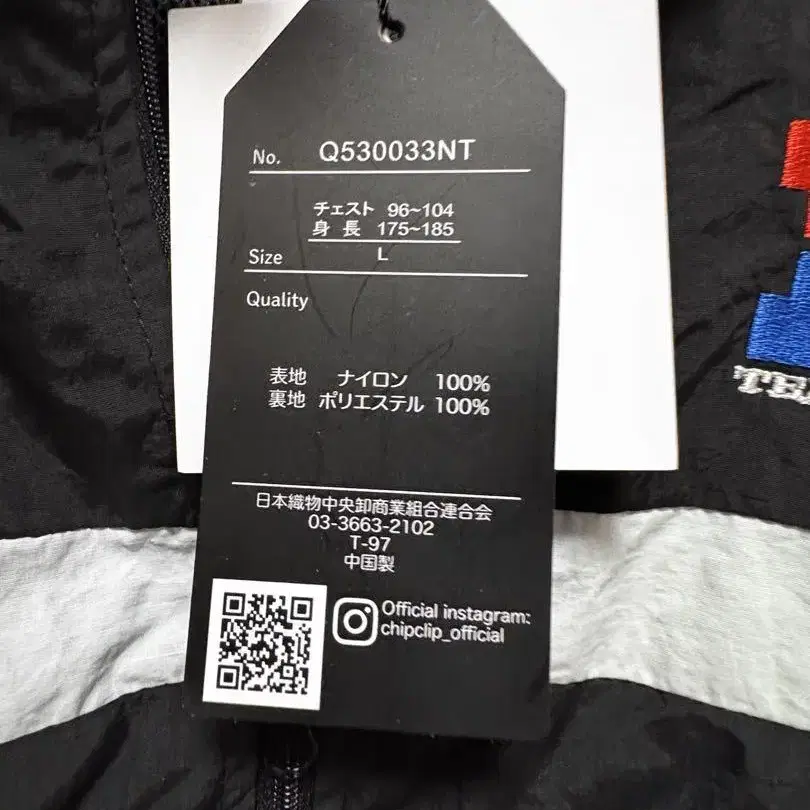 No. Q530033NT
チェスト 96~104
身 長 175~185
Size L
Quality
表地 ナイロン 100%
裏地 ポリエステル 100%
日本織物中央卸商業組合連合会
03-3663-2102
T-97
中国製
Official instagram:
chipclip_official